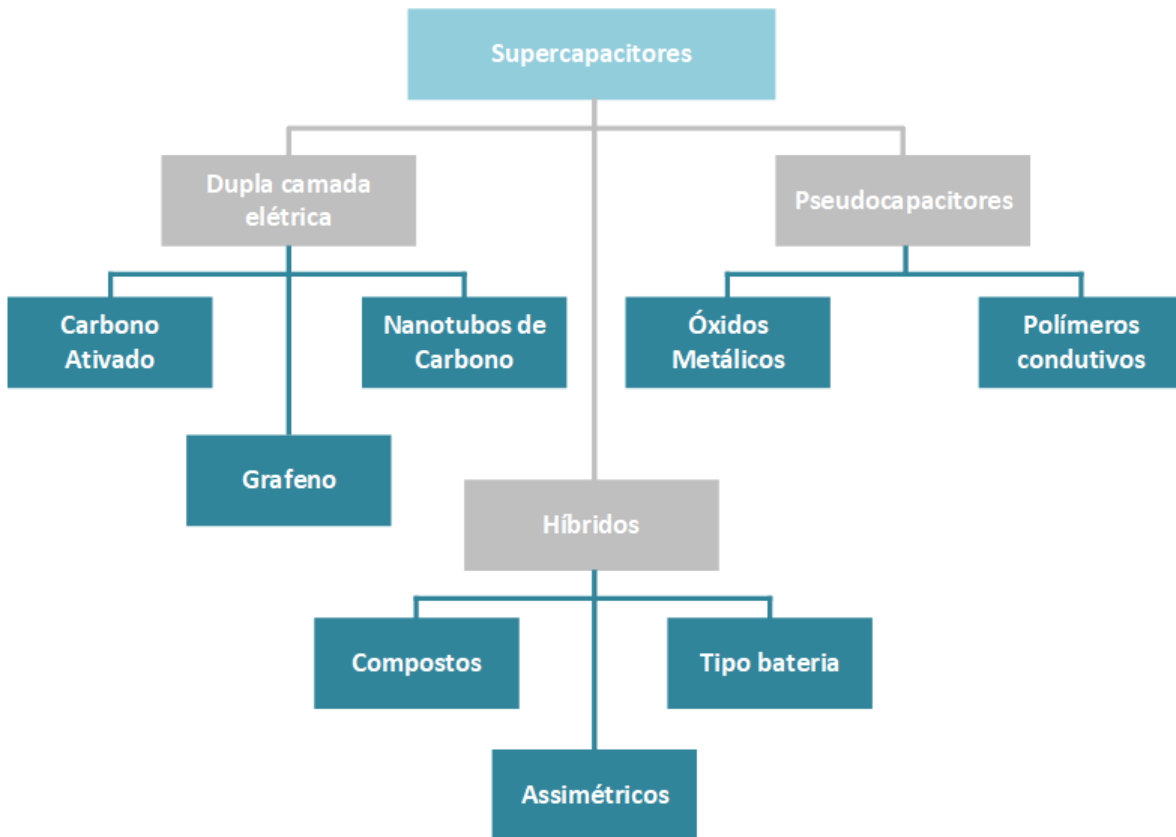 Supercapacitores
Dupla camada
elétrica
Pseudocapacitores
Carbono
Ativado
Nanotubos de
Carbono
Óxidos
Metálicos
Polímeros
condutivos
Grafeno
Híbridos
Compostos
Tipo bateria
Assimétricos